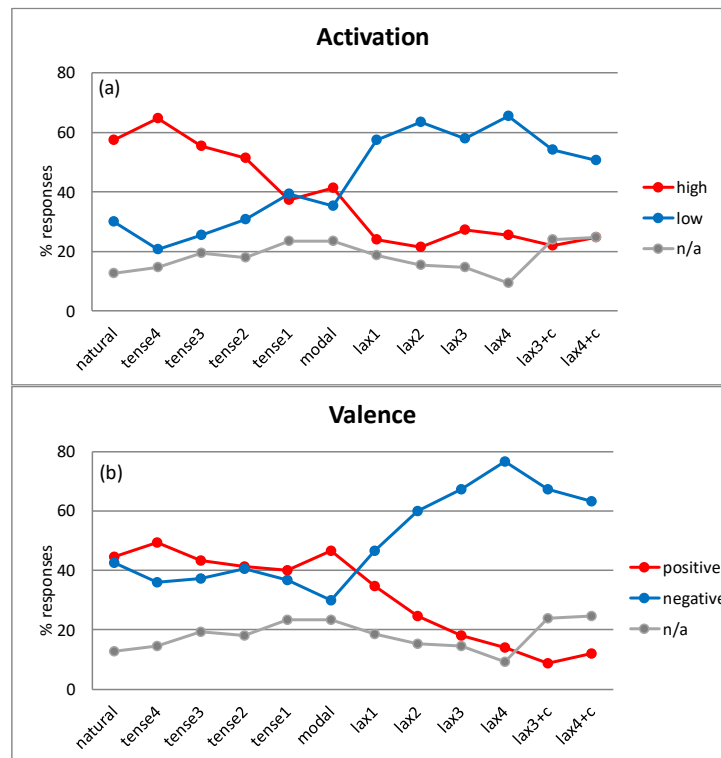 Activation
(a)
80
60
40
20
0
% responses
natural
tense4
tense3
tense2
tense1
modal
lax1
lax2
lax3
lax4
lax3+c
lax4+c
high
low
n/a
Valence
(b)
80
60
40
20
0
% responses
natural
tense4
tense3
tense2
tense1
modal
lax1
lax2
lax3
lax4
lax3+c
lax4+c
positive
negative
n/a